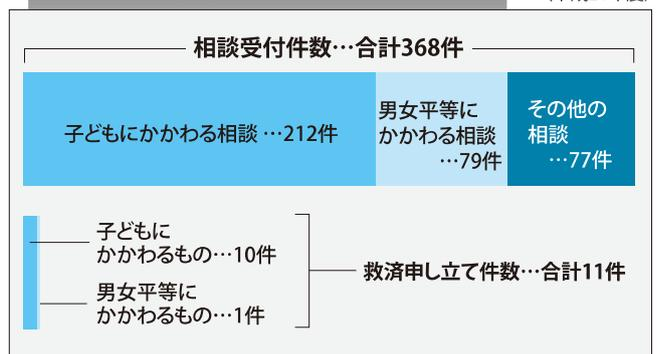 相談受付件数…合計368件
子どもにかかわる相談…212件
男女平等に
かかわる相談
…79件
その他の
相談
…77件
子どもに
かかわるもの…10件
男女平等に
かかわるもの…1件
救済申し立て件数…合計11件